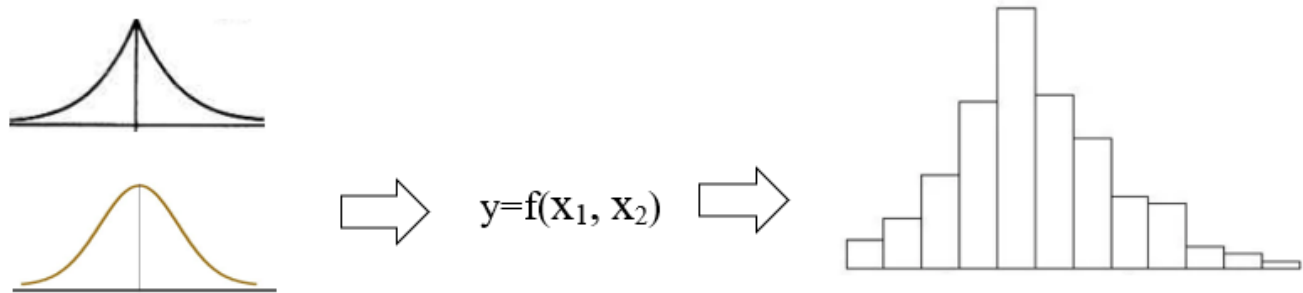 y=f(x₁, x₂)